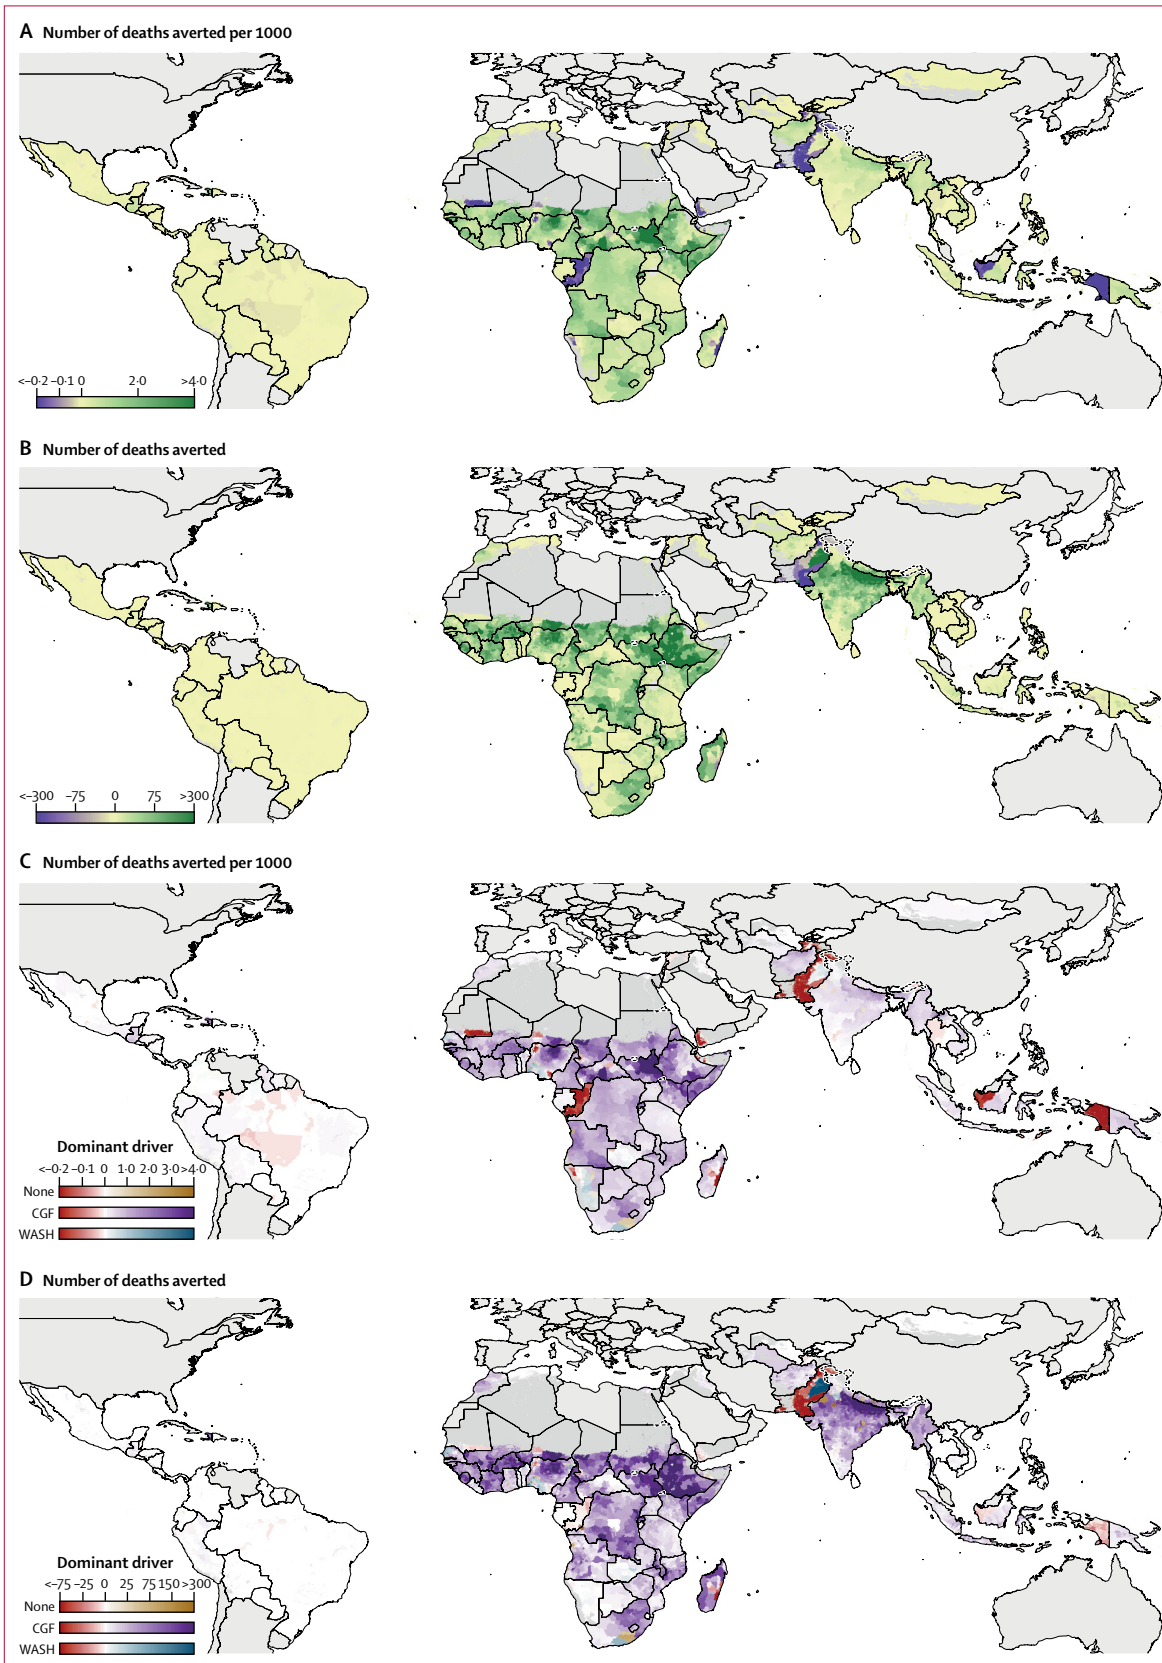 A Number of deaths averted per 1000
<–0·2 –0·1 0 2·0 >4·0
B Number of deaths averted
<–300 –75 0 75 >300
C Number of deaths averted per 1000
Dominant driver
<–0·2 –0·1 0 1·0 2·0 3·0 >4·0
None
CGF
WASH
D Number of deaths averted
Dominant driver
<–75 –25 0 25 75 150 >300
None
CGF
WASH